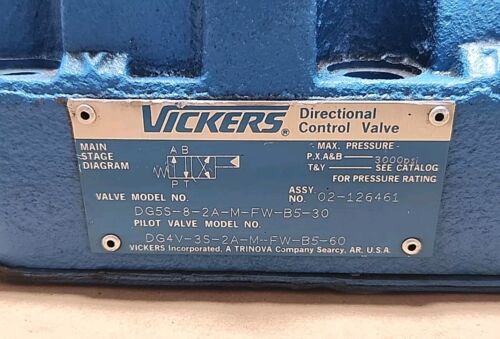 VICKERS® Directional Control Valve
MAIN STAGE DIAGRAM
A B
P T
MAX. PRESSURE
P,X,A&B 3000psi
T&Y SEE CATALOG
FOR PRESSURE RATING
ASSY NO. 02-126461
VALVE MODEL NO.
DG5S-8-2A-M-FW-B5-30
PILOT VALVE MODEL NO.
DG4V-3S-2A-M-FW-B5-60
VICKERS Incorporated, A TRINOVA Company Searcy, AR. U.S.A.